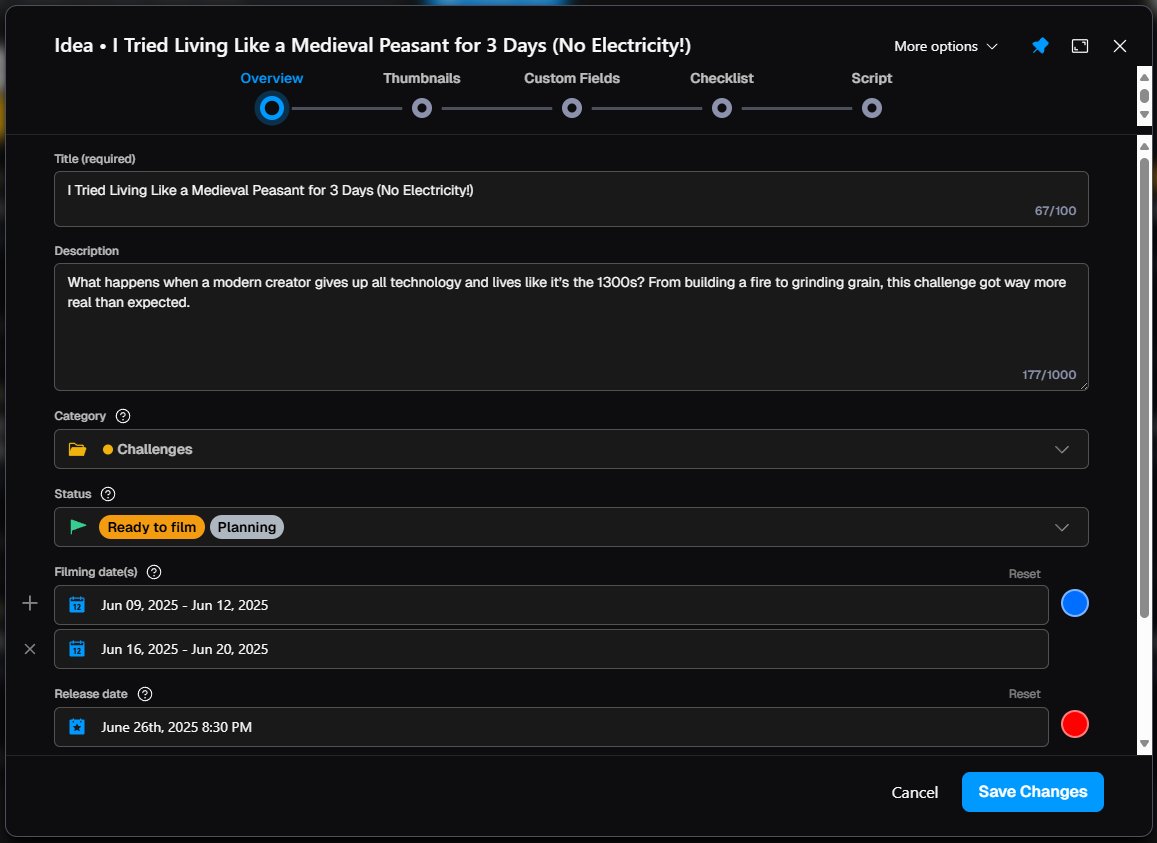 Idea • I Tried Living Like a Medieval Peasant for 3 Days (No Electricity!)
More options
Overview
Thumbnails
Custom Fields
Checklist
Script
Title (required)
I Tried Living Like a Medieval Peasant for 3 Days (No Electricity!)
67/100
Description
What happens when a modern creator gives up all technology and lives like it's the 1300s? From building a fire to grinding grain, this challenge got way more
real than expected.
177/1000
Category ?
Challenges
Status ?
Ready to film Planning
Filming date(s) ?
Reset
12 Jun 09, 2025 - Jun 12, 2025
12 Jun 16, 2025 - Jun 20, 2025
Release date ?
Reset
June 26th, 2025 8:30 PM
Cancel
Save Changes